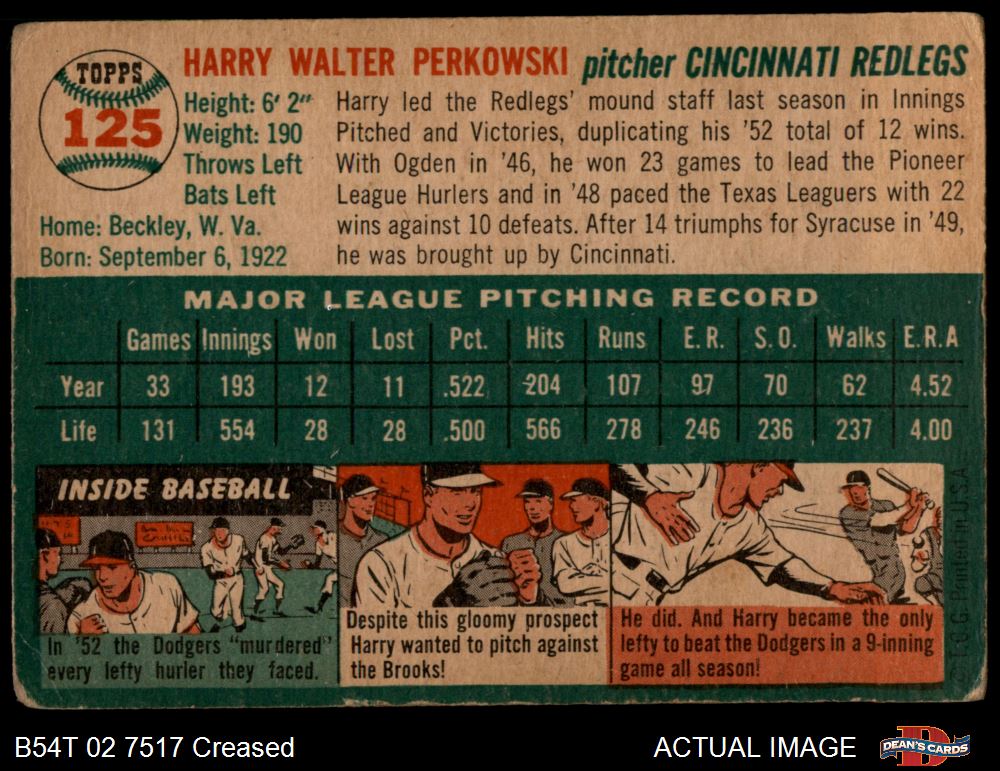 TOPPS
125
HARRY WALTER PERKOWSKI pitcher CINCINNATI REDLEGS
Height: 6' 2"
Weight: 190
Throws Left
Bats Left
Home: Beckley, W. Va.
Born: September 6, 1922
Harry led the Redlegs' mound staff last season in Innings
Pitched and Victories, duplicating his '52 total of 12 wins.
With Ogden in '46, he won 23 games to lead the Pioneer
League Hurlers and in '48 paced the Texas Leaguers with 22
wins against 10 defeats. After 14 triumphs for Syracuse in '49,
he was brought up by Cincinnati.
MAJOR LEAGUE PITCHING RECORD
Games Innings Won Lost Pct. Hits Runs E. R. S. O. Walks E. R. A
Year 33 193 12 11 .522 204 107 97 70 62 4.52
Life 131 554 28 28 .500 566 278 246 236 237 4.00
INSIDE BASEBALL
In '52 the Dodgers "murdered"
every lefty hurler they faced.
Despite this gloomy prospect
Harry wanted to pitch against
the Brooks!
He did. And Harry became the only
lefty to beat the Dodgers in a 9-inning
game all season!
© T.C.G. Printed in U.S.A.
B54T 02 7517 Creased
ACTUAL IMAGE
DEAN'S CARDS